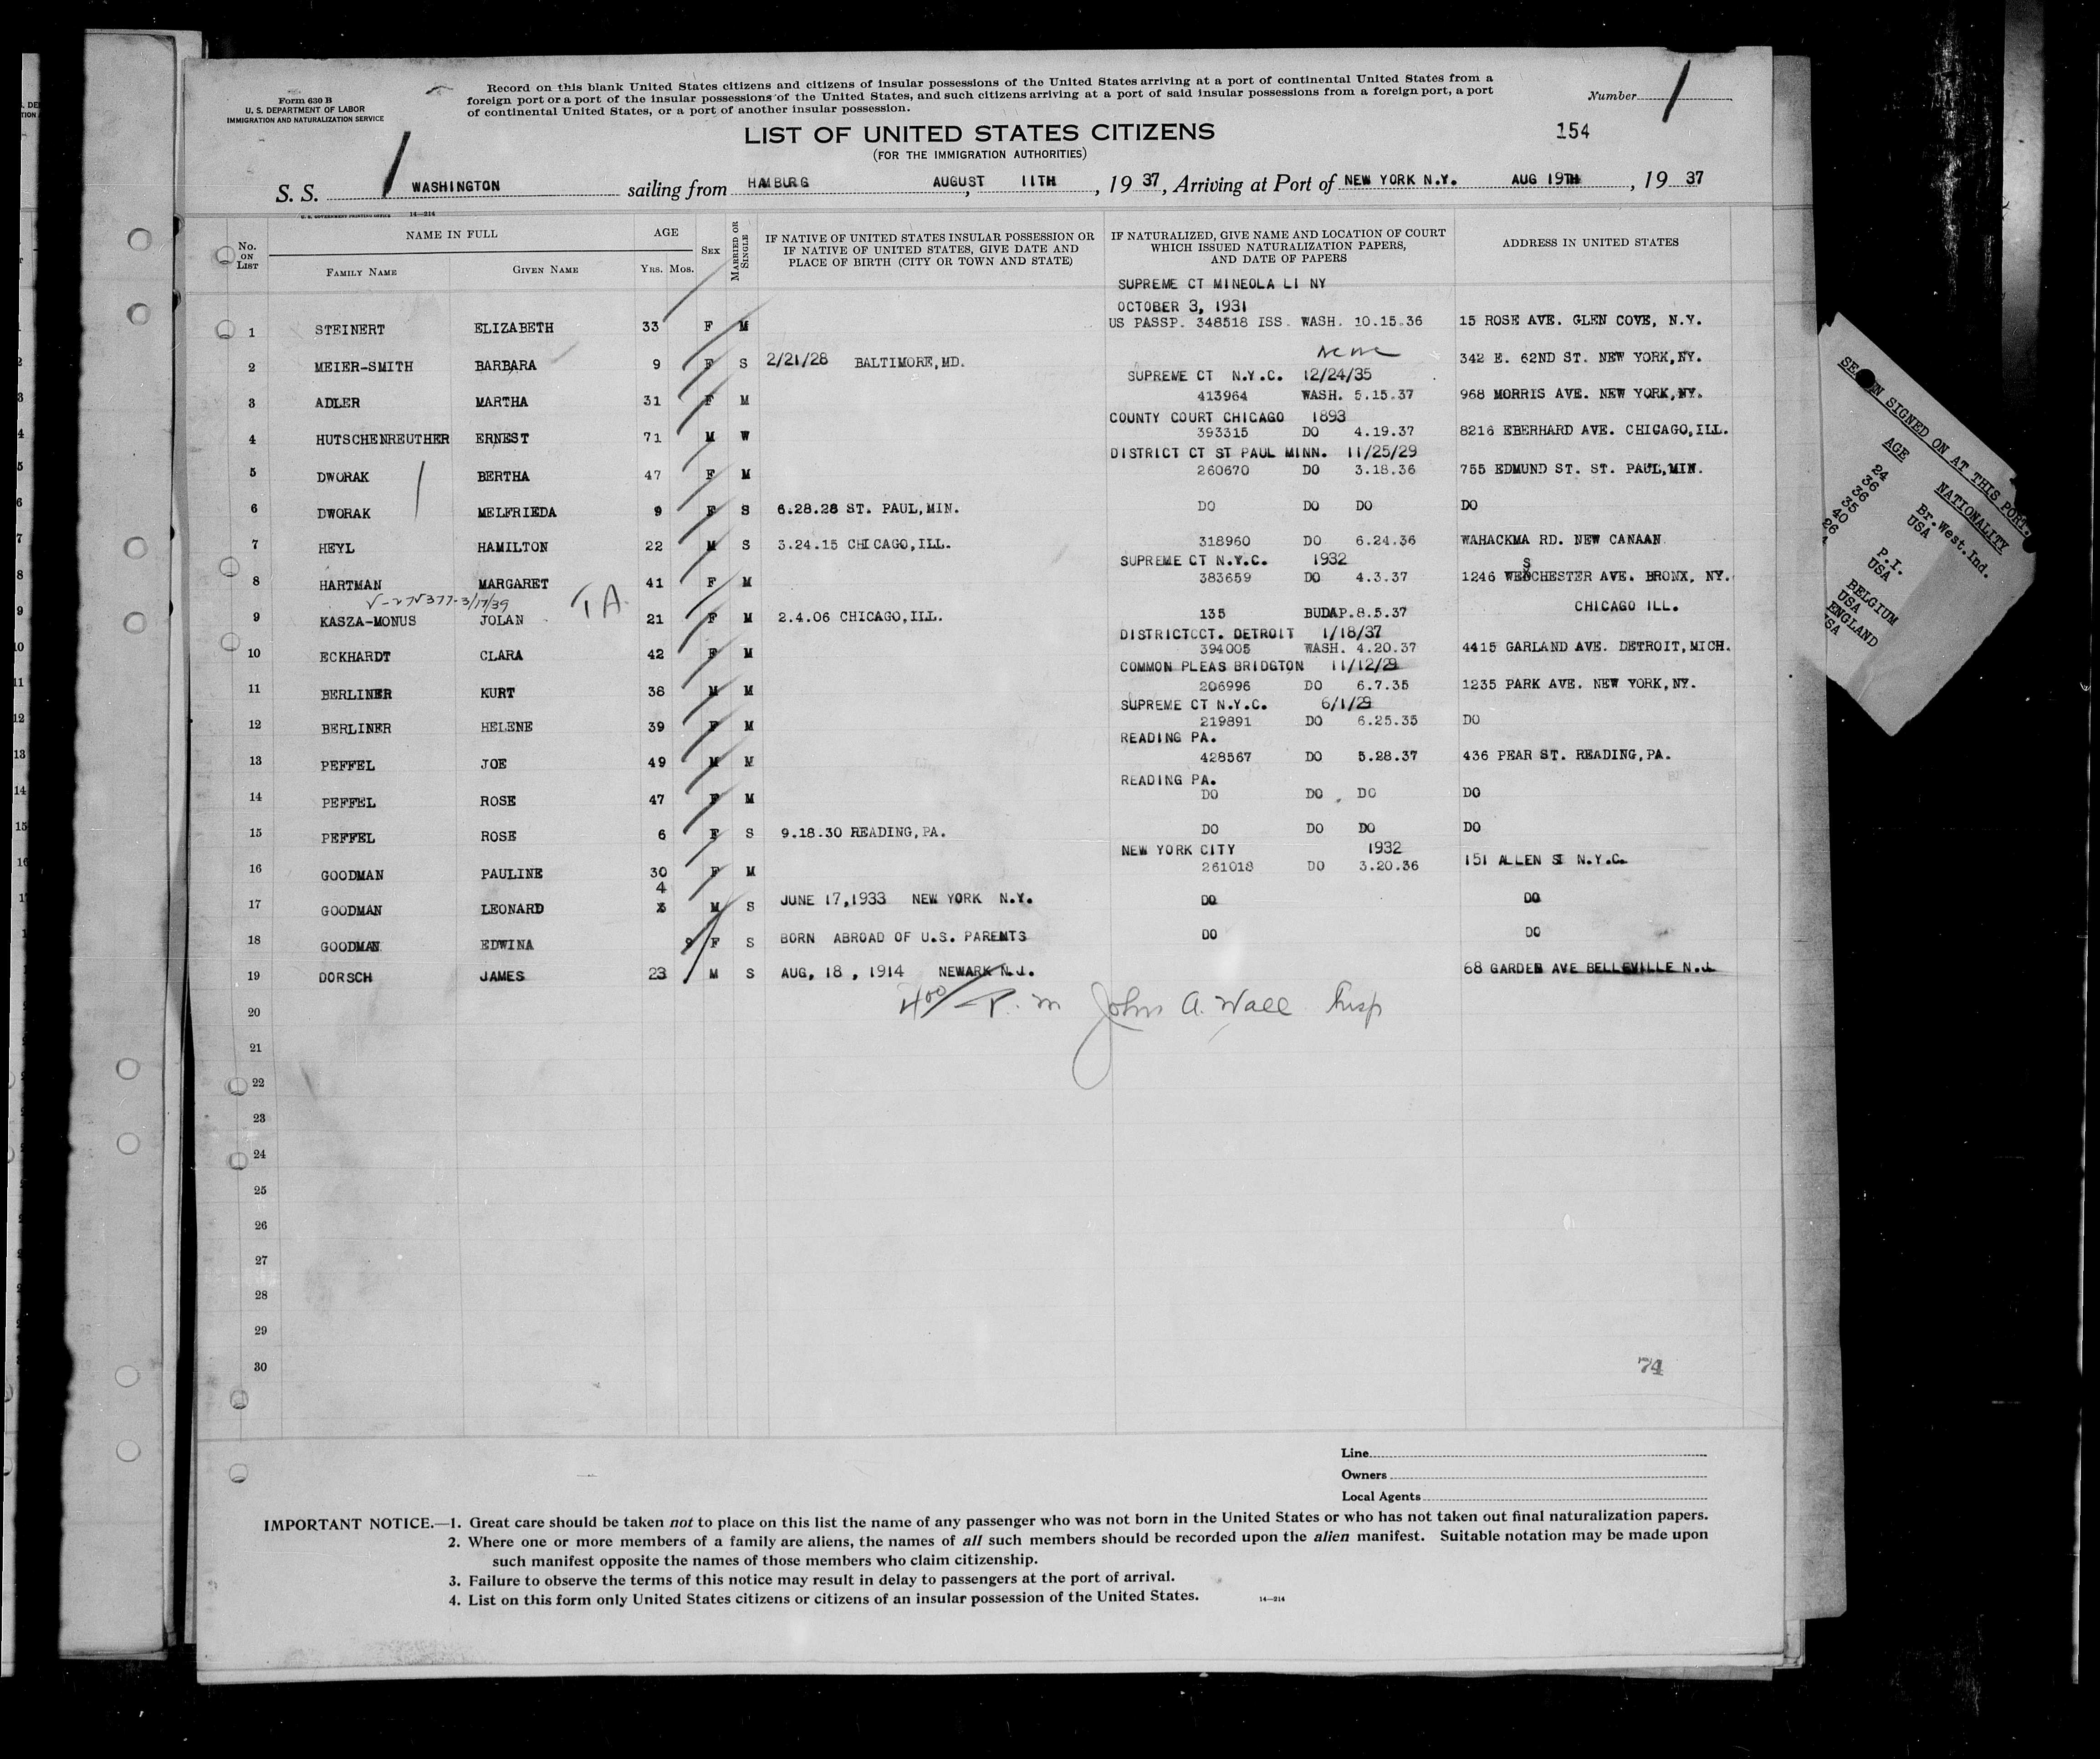 Form 630 B
U. S. DEPARTMENT OF LABOR
IMMIGRATION AND NATURALIZATION SERVICE
Record on this blank United States citizens and citizens of insular possessions of the United States arriving at a port of continental United States from a
foreign port or a port of the insular possessions of the United States, and such citizens arriving at a port of said insular possessions from a foreign port, a port
of continental United States, or a port of another insular possession.
Number 1
LIST OF UNITED STATES CITIZENS
154
(FOR THE IMMIGRATION AUTHORITIES)
S. S. WASHINGTON sailing from HAMBURG AUGUST 11TH, 19 37, Arriving at Port of NEW YORK N.Y. AUG 19TH, 19 37
U. S. GOVERNMENT PRINTING OFFICE 14—214
No. ON LIST NAME IN FULL AGE SEX MARRIED OR SINGLE IF NATIVE OF UNITED STATES INSULAR POSSESSION OR IF NATIVE OF UNITED STATES, GIVE DATE AND PLACE OF BIRTH (CITY OR TOWN AND STATE) IF NATURALIZED, GIVE NAME AND LOCATION OF COURT WHICH ISSUED NATURALIZATION PAPERS, AND DATE OF PAPERS ADDRESS IN UNITED STATES
FAMILY NAME GIVEN NAME YRS. MOS.
SUPREME CT MINEOLA LI NY
OCTOBER 3, 1931
1 STEINERT ELIZABETH 33 F M US PASSP. 348518 ISS. WASH. 10.15.36 15 ROSE AVE. GLEN COVE, N.Y.
2 MEIER-SMITH BARBARA 9 F S 2/21/28 BALTIMORE,MD. 342 E. 62ND ST. NEW YORK,NY.
SUPREME CT N.Y.C. 12/24/35
3 ADLER MARTHA 31 F M 413964 WASH. 5.15.37 968 MORRIS AVE. NEW YORK,NY.
COUNTY COURT CHICAGO 1893
4 HUTSCHENREUTHER ERNEST 71 M W 393315 DO 4.19.37 8216 EBERHARD AVE. CHICAGO,ILL.
DISTRICT CT ST PAUL MINN. 11/25/29
5 DWORAK BERTHA 47 F M 260670 DO 3.18.36 755 EDMUND ST. ST. PAUL,MIN.
6 DWORAK MELFRIEDA 9 F S 6.28.28 ST. PAUL,MIN. DO DO DO DO
7 HEYL HAMILTON 22 M S 3.24.15 CHICAGO,ILL. 318960 DO 6.24.36 WAHACKMA RD. NEW CANAAN
SUPREME CT N.Y.C. 1932
8 HARTMAN MARGARET 41 F M 383659 DO 4.3.37 1246 WESCHESTER AVE. BRONX, NY.
TA
9 KASZA-MONUS JOLAN 21 F M 2.4.06 CHICAGO,ILL. 135 BUDAP.8.5.37 CHICAGO ILL.
DISTRICTCCT. DETROIT 1/18/37
10 ECKHARDT CLARA 42 F M 394005 WASH. 4.20.37 4415 GARLAND AVE. DETROIT,MICH.
COMMON PLEAS BRIDGTON 11/12/29
11 BERLINER KURT 38 M M 206996 DO 6.7.35 1235 PARK AVE. NEW YORK,NY.
SUPREME CT N.Y.C. 6/1/29
12 BERLINER HELENE 39 F M 219891 DO 6.25.35 DO
READING PA.
13 PEFFEL JOE 49 M M 428567 DO 5.28.37 436 PEAR ST. READING,PA.
READING PA.
14 PEFFEL ROSE 47 F M DO DO DO DO
15 PEFFEL ROSE 6 F S 9.18.30 READING,PA. DO DO DO DO
NEW YORK CITY 1932
16 GOODMAN PAULINE 30 F M 261018 DO 3.20.36 151 ALLEN ST N.Y.C.
17 GOODMAN LEONARD 4 M S JUNE 17,1933 NEW YORK N.Y. DO DO
18 GOODMAN EDWINA 9 F S BORN ABROAD OF U.S. PARENTS DO DO
19 DORSCH JAMES 23 M S AUG, 18, 1914 NEWARK N.J. 68 GARDEN AVE BELLEVILLE N.J.
20 400 P.m John A. Wall Insp
21
22
23
24
25
26
27
28
29
30
74
Line
Owners
Local Agents
IMPORTANT NOTICE.—1. Great care should be taken not to place on this list the name of any passenger who was not born in the United States or who has not taken out final naturalization papers.
2. Where one or more members of a family are aliens, the names of all such members should be recorded upon the alien manifest. Suitable notation may be made upon
such manifest opposite the names of those members who claim citizenship.
3. Failure to observe the terms of this notice may result in delay to passengers at the port of arrival.
4. List on this form only United States citizens or citizens of an insular possession of the United States.
14—214
SIGNED ON AT THIS PORT.
AGE NATIONALITY
24 Br.West.Ind.
36 USA
36
35 P.I.
40 USA
26 BELGIUM
USA
ENGLAND
USA